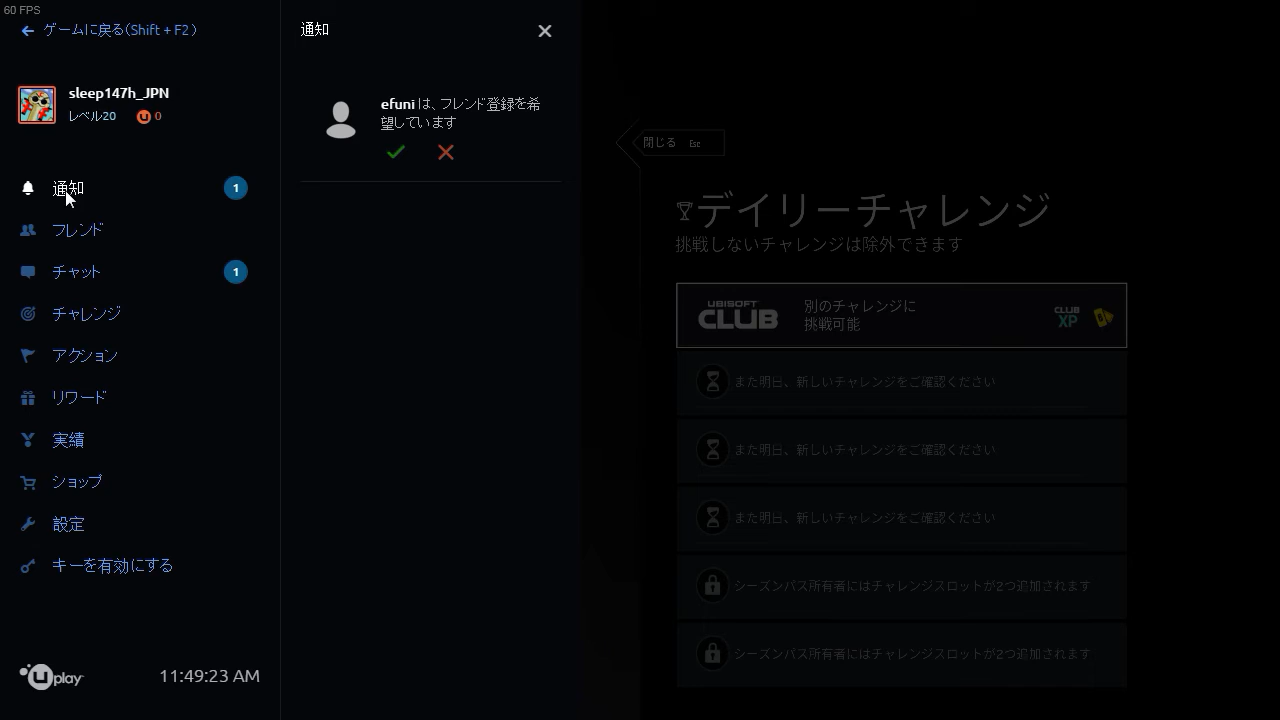 60 FPS
ゲームに戻る(Shift + F2 )
sleep147h_JPN
レベル20
0
通知
1
フレンド
チャット
1
チャレンジ
アクション
リワード
実績
ショップ
設定
キーを有効にする
uplay
11:49:23 AM
通知
efuni は、フレンド登録を希
望しています
閉じる Esc
デイリーチャレンジ
挑戦しないチャレンジは除外できます
UBISOFT
CLUB
別のチャレンジに
挑戦可能
CLUB
XP
また明日、新しいチャレンジをご確認ください
また明日、新しいチャレンジをご確認ください
また明日、新しいチャレンジをご確認ください
シーズンパス所有者にはチャレンジスロットが2つ追加されます
シーズンパス所有者にはチャレンジスロットが2つ追加されます